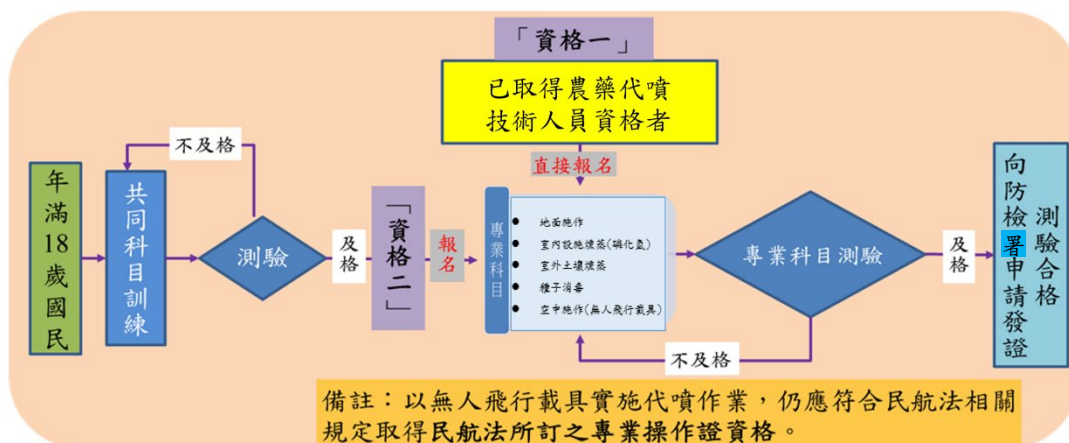 「資格一」
已取得農藥代噴
技術人員資格者
直接報名
年滿18歲國民
共同科目訓練
不及格
測驗
及格
「資格二」
報名
專業科目
● 地面施作
● 室內設施燻蒸(磷化氫)
● 室外土壤燻蒸
● 種子消毒
● 空中施作(無人飛行載具)
專業科目測驗
不及格
及格
測驗合格
向防檢署申請發證
備註：以無人飛行載具實施代噴作業，仍應符合民航法相關
規定取得民航法所訂之專業操作證資格。